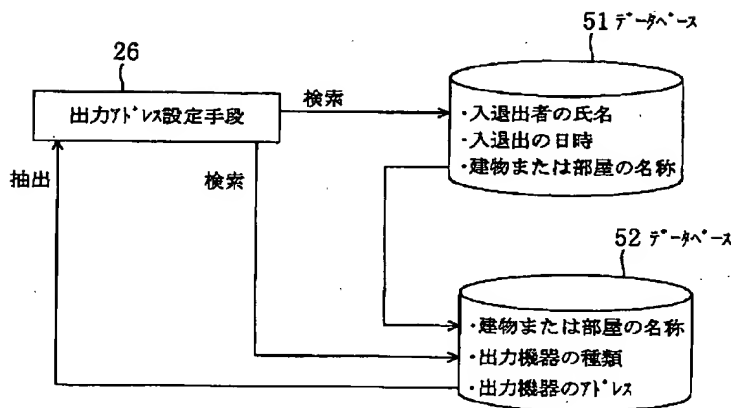 51 ﾃﾞｰﾀﾍﾞｰｽ
26
出力ｱﾄﾞﾚｽ設定手段
検索
・入退出者の氏名
・入退出の日時
・建物または部屋の名称
抽出
検索
52 ﾃﾞｰﾀﾍﾞｰｽ
・建物または部屋の名称
・出力機器の種類
・出力機器のｱﾄﾞﾚｽ